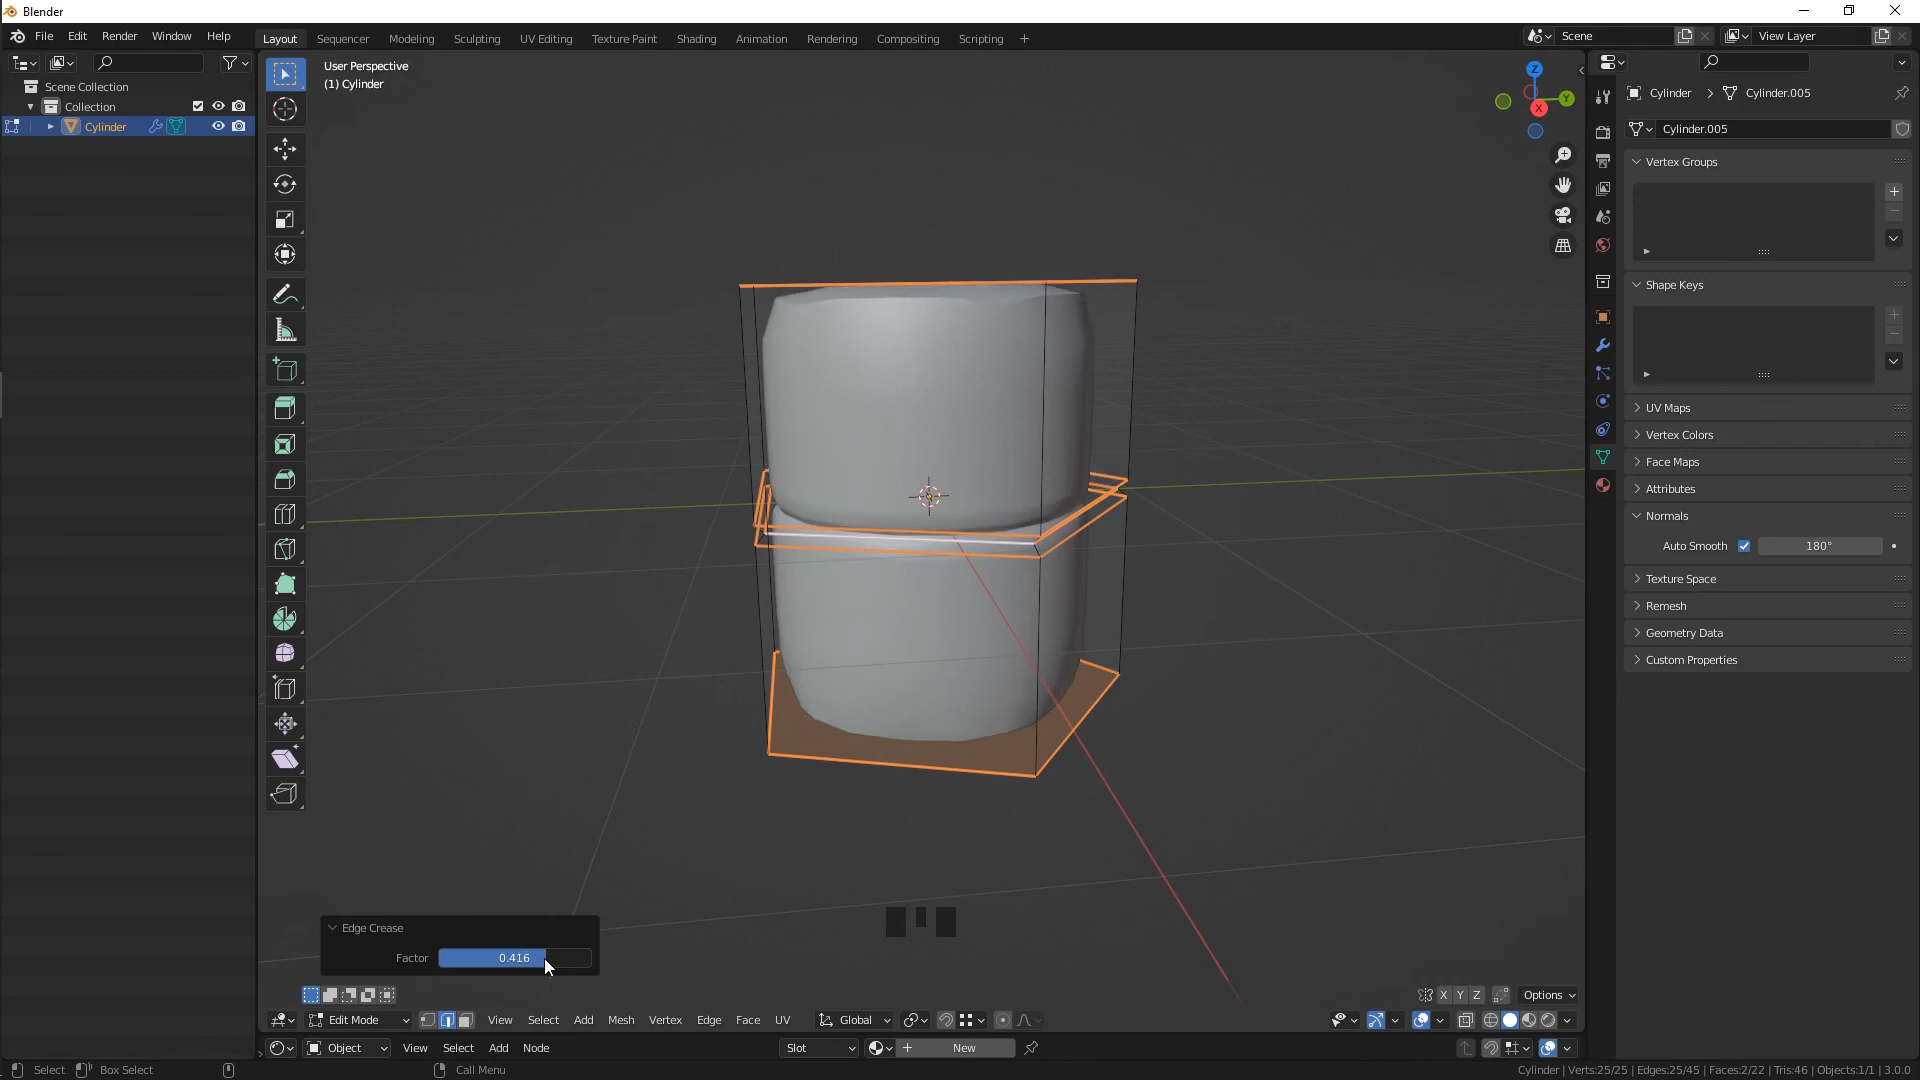 Blender
File Edit Render Window Help
Layout Sequencer Modeling Sculpting UV Editing Texture Paint Shading Animation Rendering Compositing Scripting +
Scene
View Layer
Scene Collection
Collection
Cylinder
User Perspective
(1) Cylinder
Z
Y
X
Cylinder > Cylinder.005
Cylinder.005
Vertex Groups
Shape Keys
UV Maps
Vertex Colors
Face Maps
Attributes
Normals
Auto Smooth 180°
Texture Space
Remesh
Geometry Data
Custom Properties
Edge Crease
Factor 0.416
X Y Z Options
Edit Mode View Select Add Mesh Vertex Edge Face UV Global
Object View Select Add Node Slot + New
Select Box Select Call Menu Cylinder | Verts:25/25 | Edges:25/45 | Faces:2/22 | Tris:46 | Objects:1/1 | 3.0.0